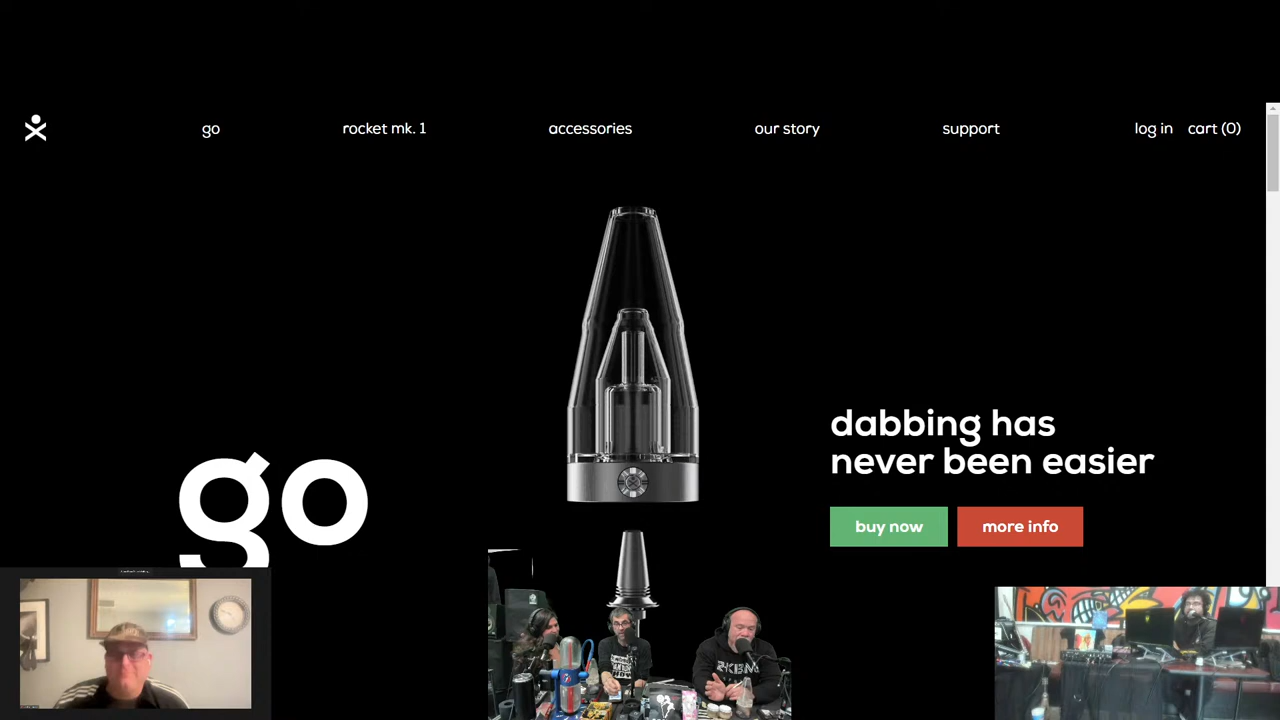 go
rocket mk. 1
accessories
our story
support
log in
cart (0)
dabbing has
never been easier
go
buy now
more info